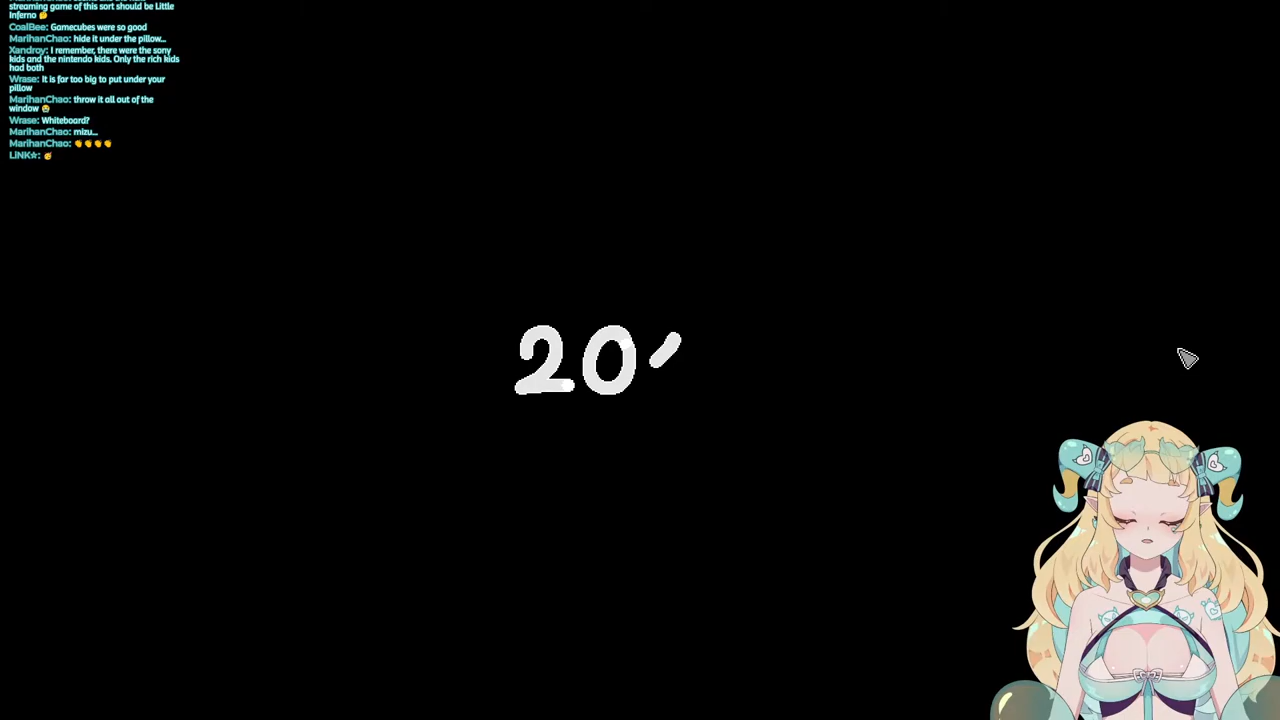 streaming game of this sort should be Little
Inferno 🤔
CoalBee: Gamecubes were so good
MarihanChao: hide it under the pillow...
Xandroy: I remember, there were the sony
kids and the nintendo kids. Only the rich kids
had both
Wrase: It is far too big to put under your
pillow
MarihanChao: throw it all out of the
window 😭
Wrase: Whiteboard?
MarihanChao: mizu...
MarihanChao: 👏👏👏👏
LiNK☆: 🥳
20